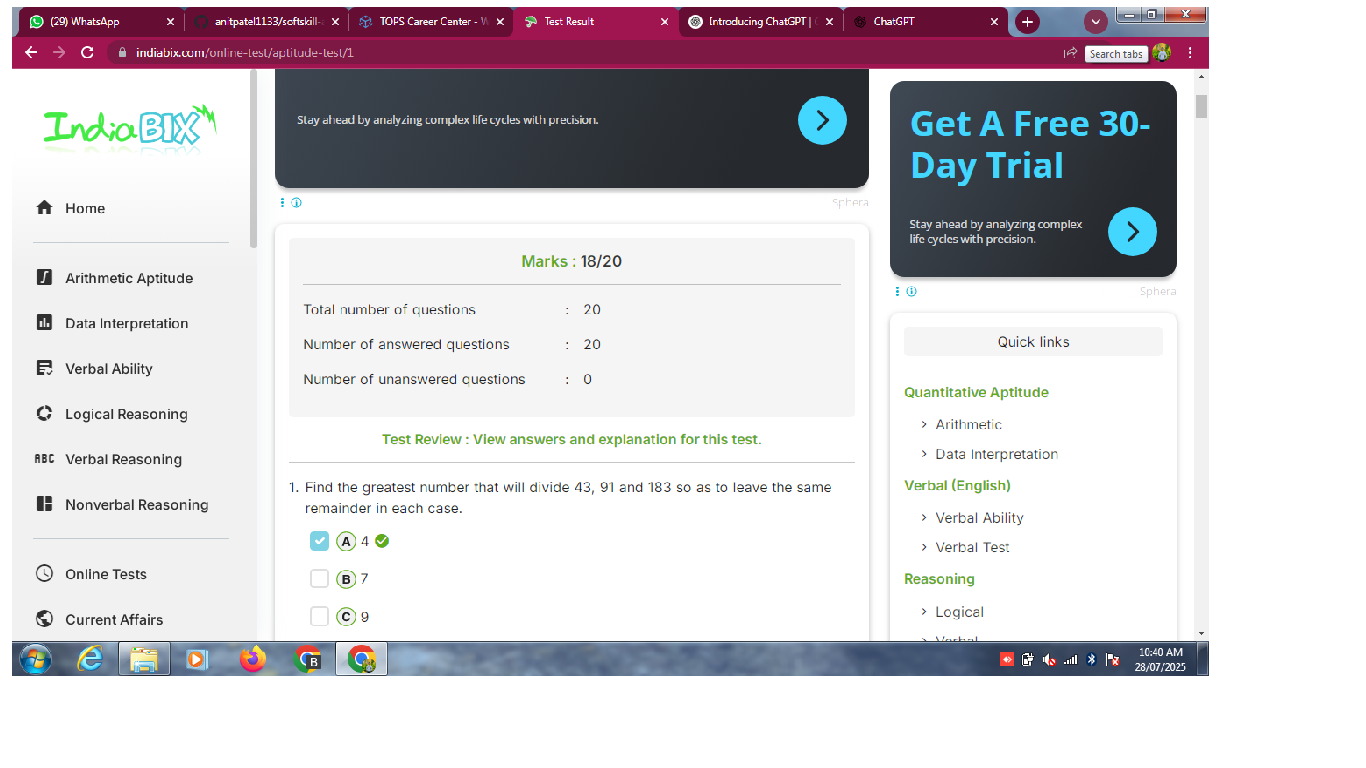 (29) WhatsApp
anitpatel1133/softskill-
TOPS Career Center - W
Test Result
Introducing ChatGPT | 
ChatGPT
indiabix.com/online-test/aptitude-test/1
Search tabs
IndiaBIX
Home
Arithmetic Aptitude
Data Interpretation
Verbal Ability
Logical Reasoning
ABC Verbal Reasoning
Nonverbal Reasoning
Online Tests
Current Affairs
Stay ahead by analyzing complex life cycles with precision.
Sphera
Marks : 18/20
Total number of questions : 20
Number of answered questions : 20
Number of unanswered questions : 0
Test Review : View answers and explanation for this test.
1. Find the greatest number that will divide 43, 91 and 183 so as to leave the same
remainder in each case.
A 4
B 7
C 9
Get A Free 30-
Day Trial
Stay ahead by analyzing complex
life cycles with precision.
Sphera
Quick links
Quantitative Aptitude
Arithmetic
Data Interpretation
Verbal (English)
Verbal Ability
Verbal Test
Reasoning
Logical
Verbal
10:40 AM
28/07/2025